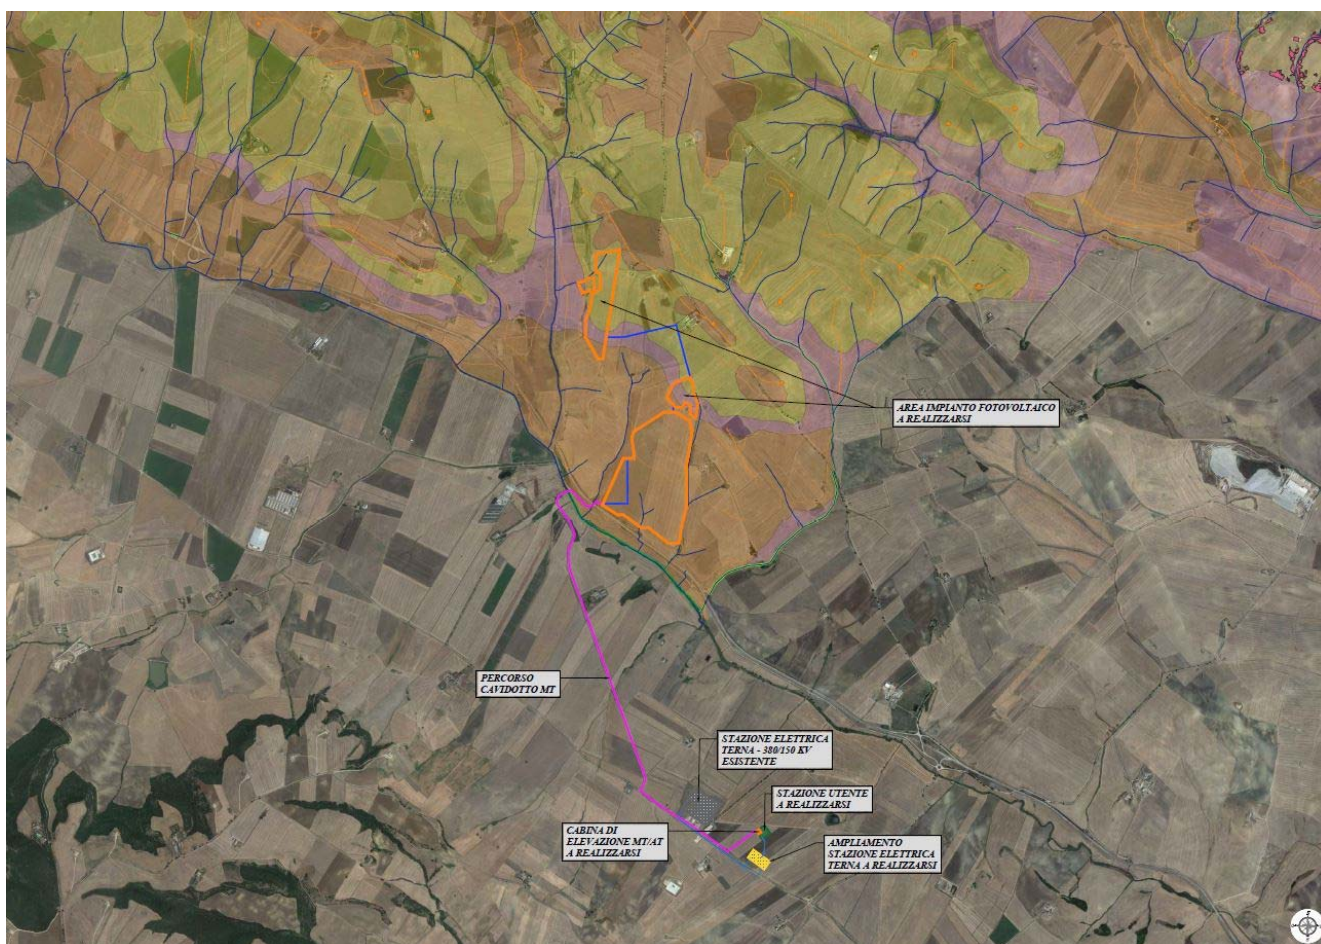 AREA IMPIANTO FOTOVOLTAICO
A REALIZZARSI
PERCORSO
CAVIDOTTO MT
STAZIONE ELETTRICA
TERNA - 380/150 KV
ESISTENTE
STAZIONE UTENTE
A REALIZZARSI
CABINA DI
ELEVAZIONE MT/AT
A REALIZZARSI
AMPLIAMENTO
STAZIONE ELETTRICA
TERNA A REALIZZARSI